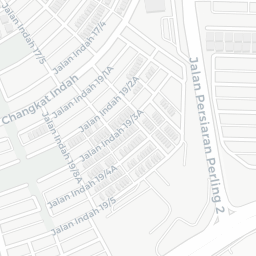 Jalan Indah 17/5
Jalan Indah 17/4
Changkat Indah
Jalan Indah 19/1A
Jalan Indah 19/2A
Jalan Indah 19/3A
Jalan Indah 19/8A
Jalan Indah 19/4A
Jalan Indah 19/5
Jalan Persiaran Perling 2